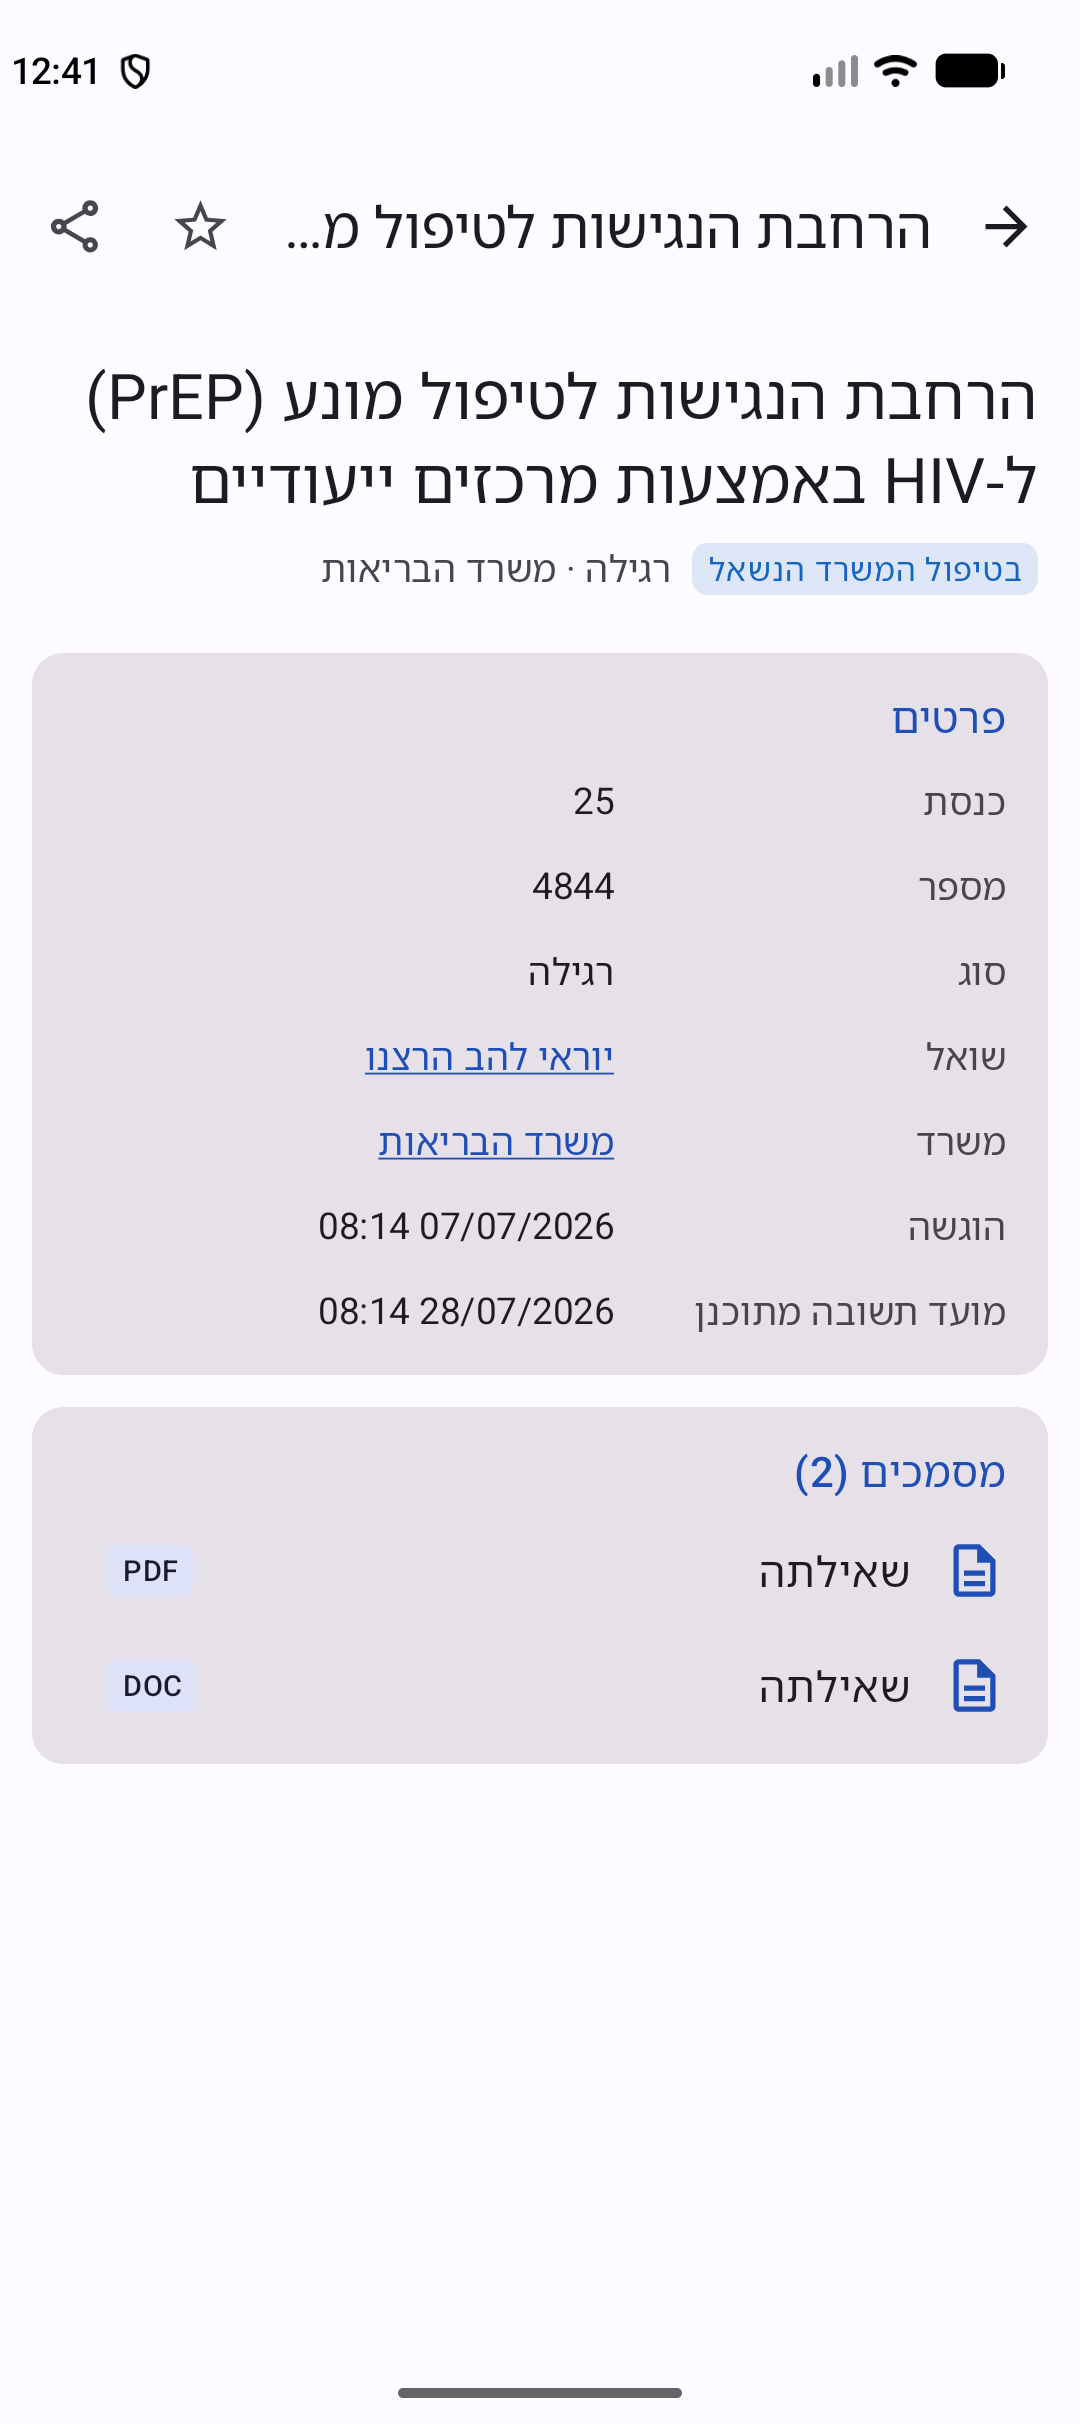 12:41
הרחבת הנגישות לטיפול מ...
הרחבת הנגישות לטיפול מונע (PrEP)
ל-HIV באמצעות מרכזים ייעודיים
בטיפול המשרד הנשאל רגילה · משרד הבריאות
פרטים
כנסת 25
מספר 4844
סוג רגילה
שואל יוראי להב הרצנו
משרד משרד הבריאות
הוגשה 07/07/2026 08:14
מועד תשובה מתוכנן 28/07/2026 08:14
מסמכים (2)
שאילתה PDF
שאילתה DOC